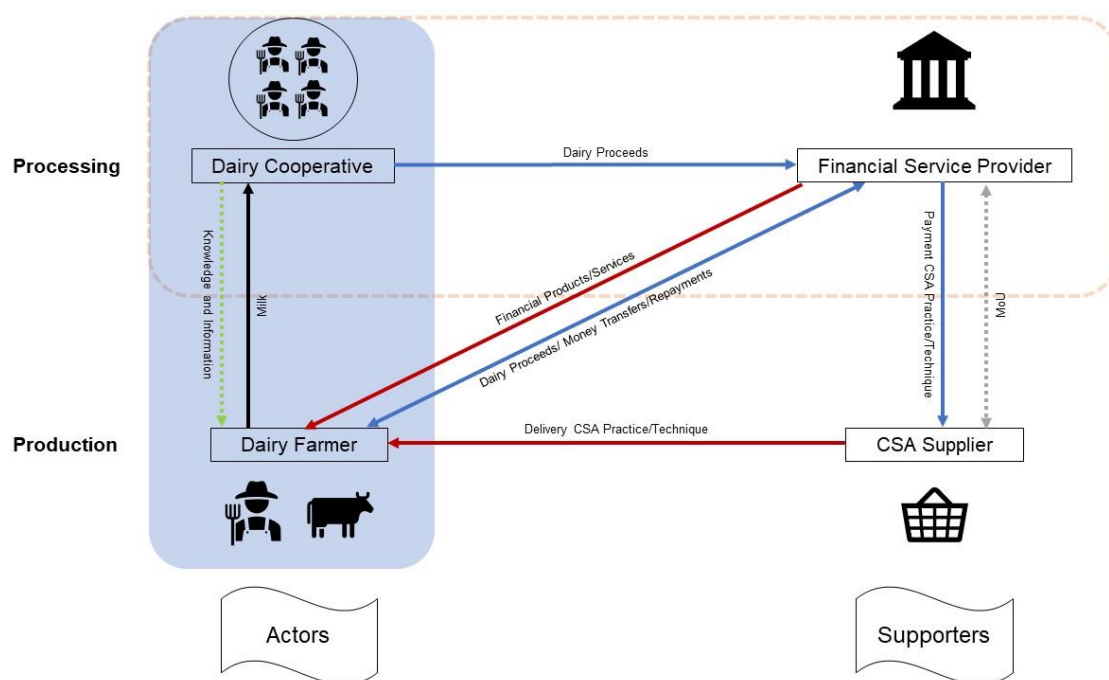 Processing
Dairy Cooperative
Dairy Proceeds
Financial Service Provider
Knowledge and Information
Milk
Financial Products/Services
Dairy Proceeds/ Money Transfers/Repayments
Payment CSA Practice/Technique
MoU
Production
Dairy Farmer
Delivery CSA Practice/Technique
CSA Supplier
Actors
Supporters